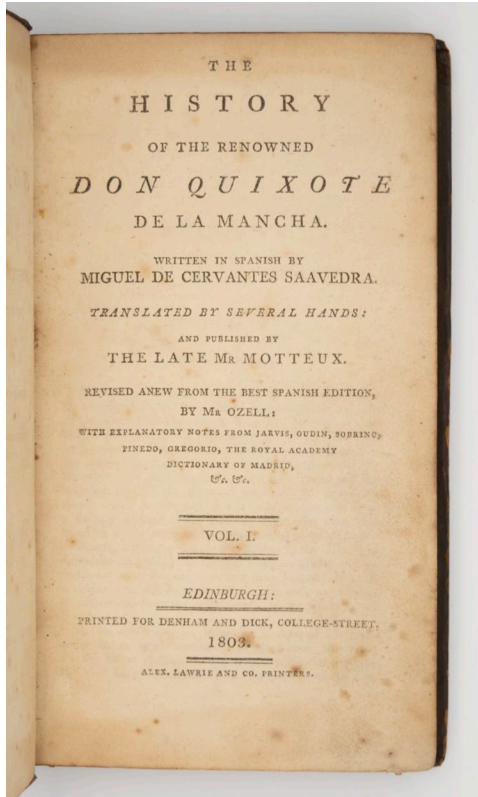 THE
HISTORY
OF THE RENOWNED
DON QUIXOTE
DE LA MANCHA.
WRITTEN IN SPANISH BY
MIGUEL DE CERVANTES SAAVEDRA.
TRANSLATED BY SEVERAL HANDS:
AND PUBLISHED BY
THE LATE MR MOTTEUX.
REVISED ANEW FROM THE BEST SPANISH EDITION,
BY MR OZELL:
WITH EXPLANATORY NOTES FROM JARVIS, OUDIN, SOBRINO,
PINEDO, GREGORIO, THE ROYAL ACADEMY
DICTIONARY OF MADRID,
&c. &c.
VOL. I.
EDINBURGH:
PRINTED FOR DENHAM AND DICK, COLLEGE-STREET.
1803.
ALEX. LAWRIE AND CO. PRINTERS.